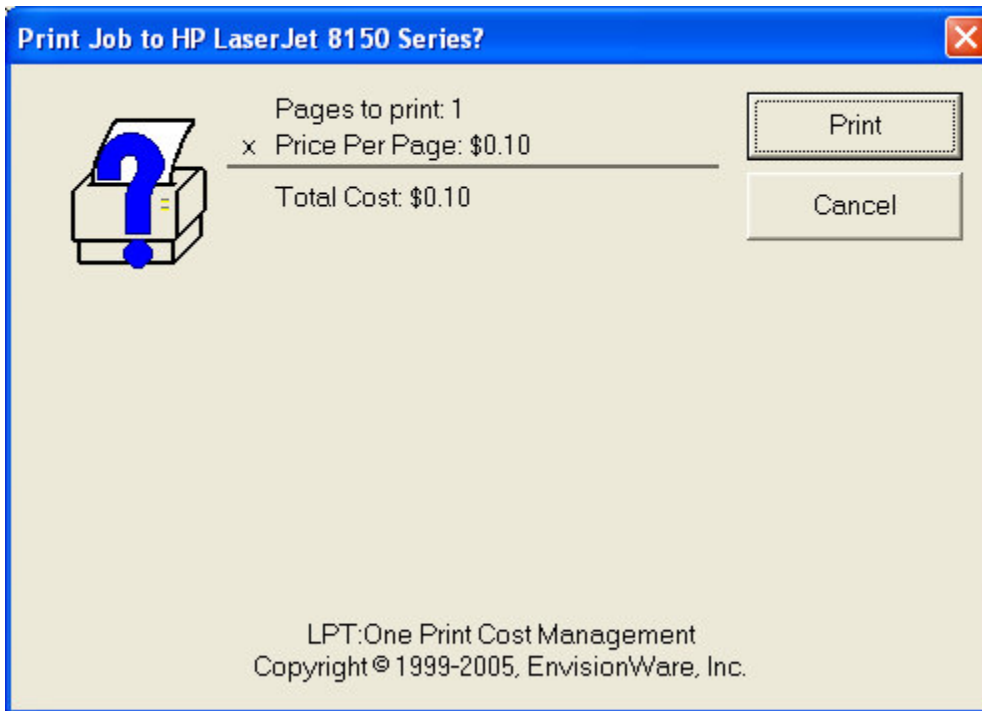 Print Job to HP LaserJet 8150 Series?
Pages to print: 1
x Price Per Page: $0.10
Total Cost: $0.10
Print
Cancel
LPT:One Print Cost Management
Copyright © 1999-2005, EnvisionWare, Inc.